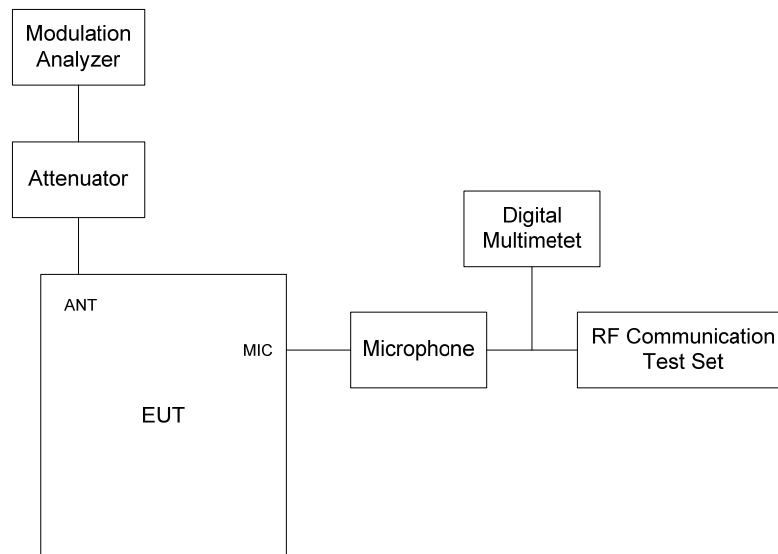 Modulation
Analyzer
Attenuator
Digital
Multimetet
ANT
MIC
Microphone
RF Communication
Test Set
EUT